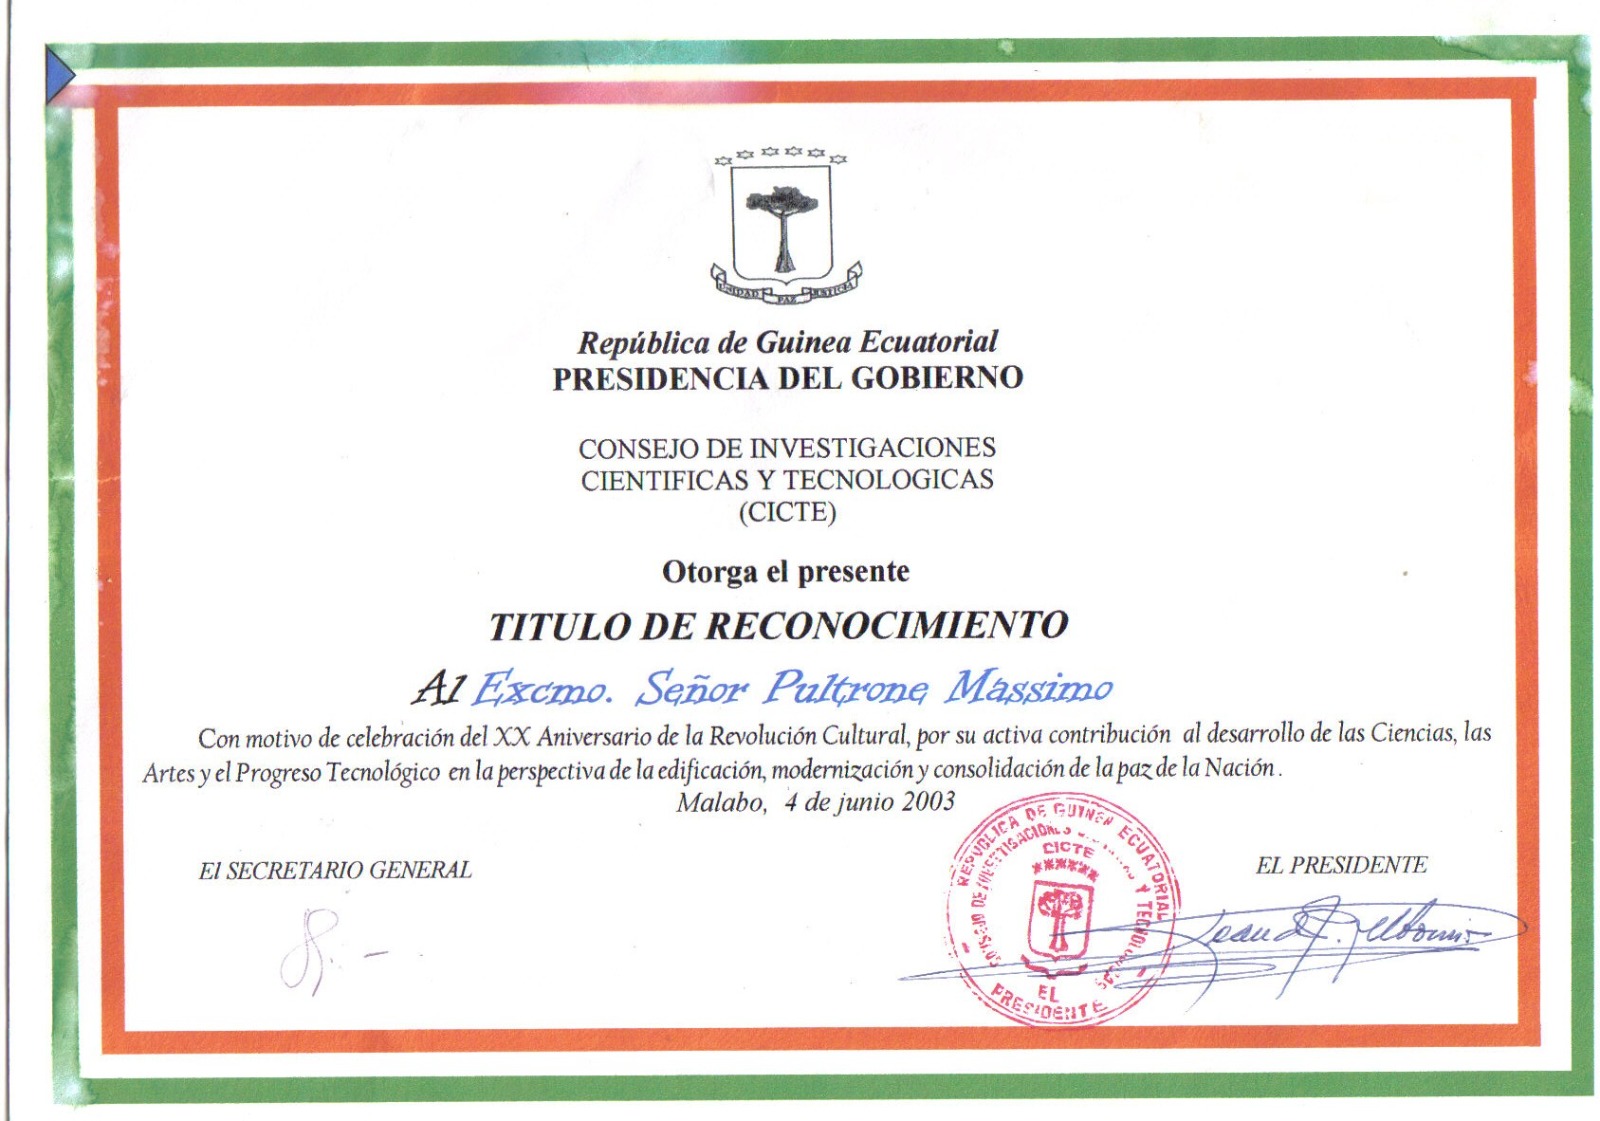 UNIDAD PAZ JUSTICIA
República de Guinea Ecuatorial
PRESIDENCIA DEL GOBIERNO
CONSEJO DE INVESTIGACIONES
CIENTIFICAS Y TECNOLOGICAS
(CICTE)
Otorga el presente
TITULO DE RECONOCIMIENTO
Al Excmo. Señor Pultrone Massimo
Con motivo de celebración del XX Aniversario de la Revolución Cultural, por su activa contribución al desarrollo de las Ciencias, las
Artes y el Progreso Tecnológico en la perspectiva de la edificación, modernización y consolidación de la paz de la Nación.
Malabo, 4 de junio 2003
El SECRETARIO GENERAL
EL PRESIDENTE
REPUBLICA DE GUINEA ECUATORIAL
CONSEJO DE INVESTIGACIONES Y
CICTE
EL
PRESIDENTE